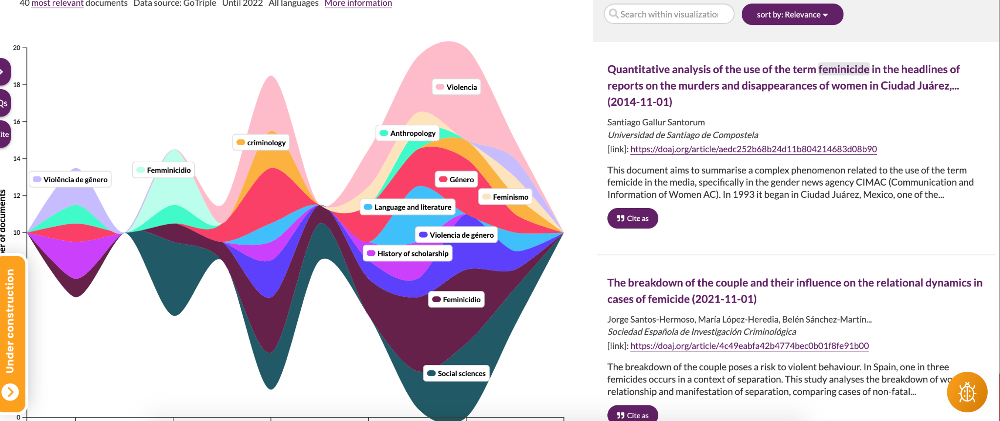 40 most relevant documents Data source: GoTriple Until 2022 All languages More information
Search within visualizatio
sort by: Relevance
20
18
16
14
12
10
0
er of documents
Qs
ite
Under construction
Violência de gênero
Femminicidio
criminology
Violencia
Anthropology
Género
Feminismo
Language and literature
Violencia de género
History of scholarship
Feminicidio
Social sciences
Quantitative analysis of the use of the term feminicide in the headlines of
reports on the murders and disappearances of women in Ciudad Juárez,...
(2014-11-01)
Santiago Gallur Santorum
Universidad de Santiago de Compostela
[link]: https://doaj.org/article/aedc252b68b24d11b804214683d08b90
This document aims to summarise a complex phenomenon related to the use of the term
femicide in the media, specifically in the gender news agency CIMAC (Communication and
Information of Women AC). In 1993 it began in Ciudad Juárez, Mexico, one of the...
Cite as
The breakdown of the couple and their influence on the relational dynamics in
cases of femicide (2021-11-01)
Jorge Santos-Hermoso, María López-Heredia, Belén Sánchez-Martín...
Sociedad Española de Investigación Criminológica
[link]: https://doaj.org/article/4c49eabfa42b4774bec0b01f8fe91b00
The breakdown of the couple poses a risk to violent behaviour. In Spain, one in three
femicides occurs in a context of separation. This study analyses the breakdown of wo
relationship and manifestation of separation, comparing cases of non-fatal...
Cite as